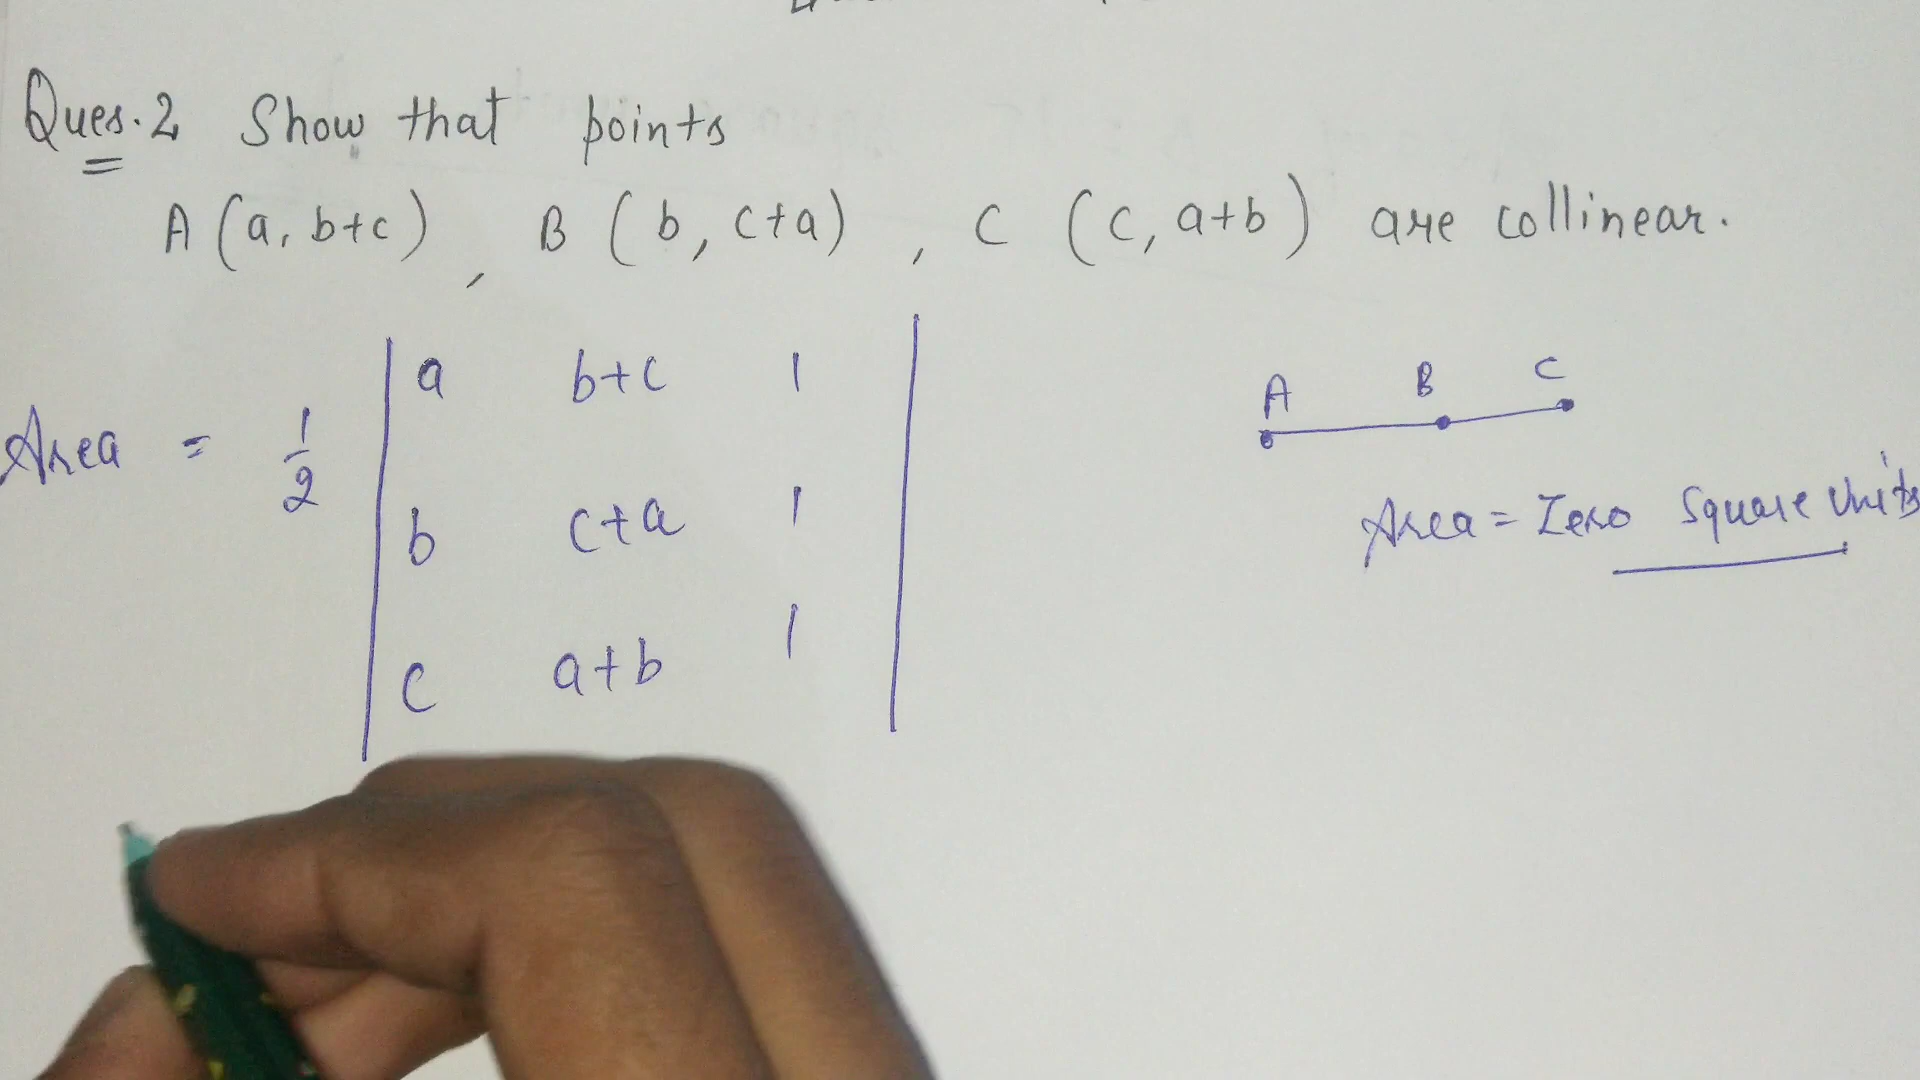 Ques.2 Show that points
A (a, b+c) , B (b, c+a) , C (c, a+b) are collinear.
Area = 1/2 | a b+c 1 |
| b c+a 1 |
| c a+b 1 |
A B C
Area = Zero Square Units